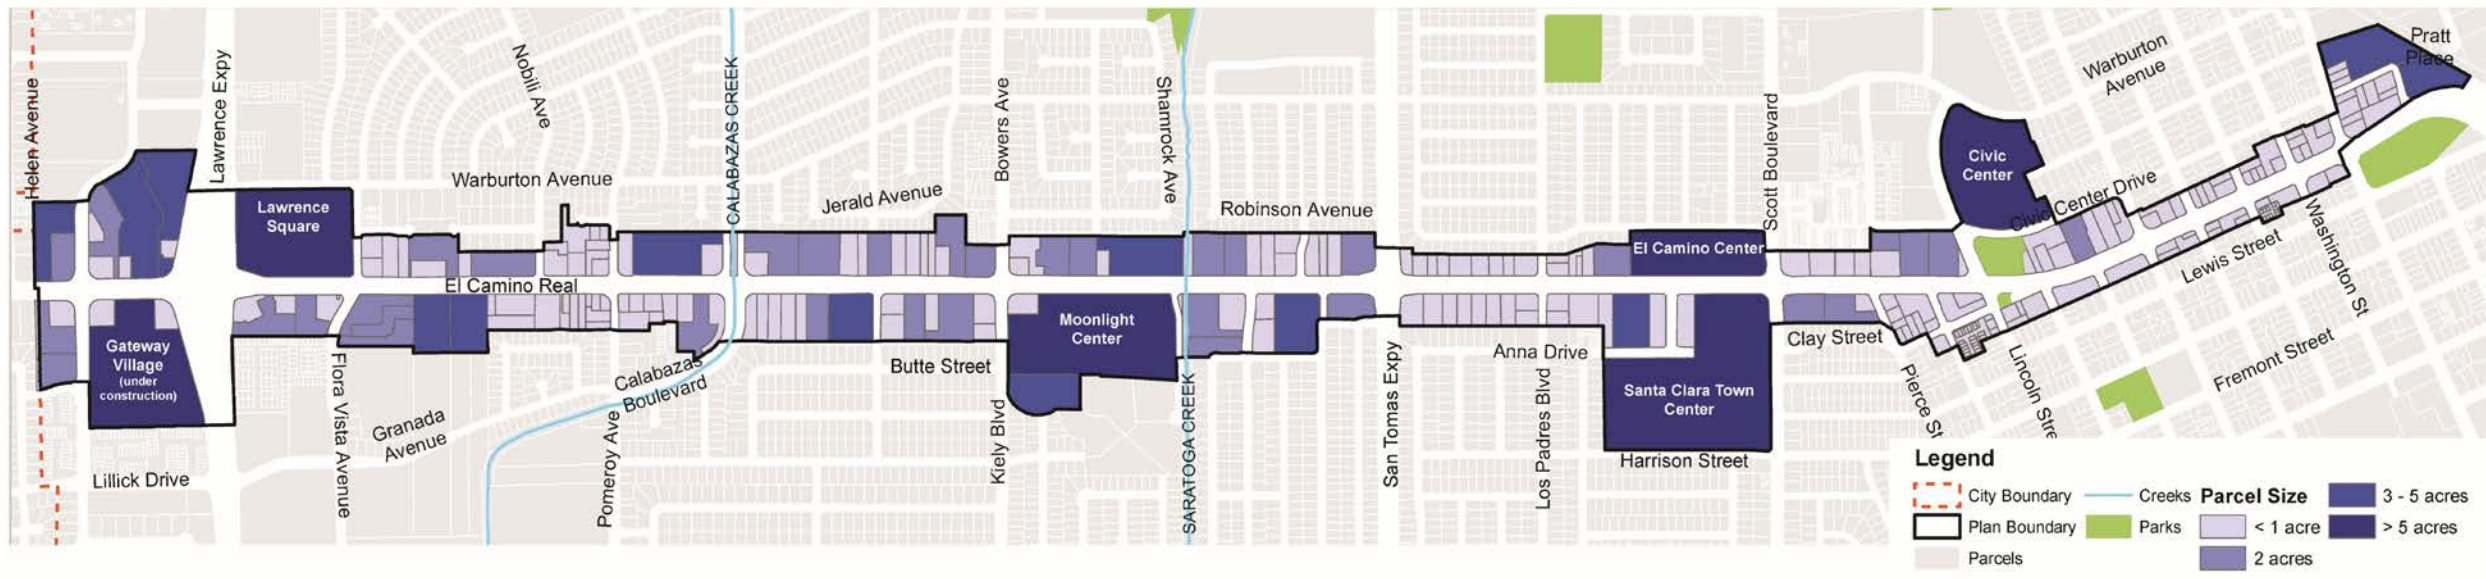 Helen Avenue
Lawrence Expy
Nobili Ave
CALABAZAS CREEK
Bowers Ave
Shamrock Ave
Scott Boulevard
Warburton
Avenue
Pratt
Place
Warburton Avenue
Jerald Avenue
Robinson Avenue
Lawrence
Square
Civic
Center
Civic Center Drive
El Camino Center
El Camino Real
Lewis Street
Washington St
Gateway
Village
(under
construction)
Moonlight
Center
Flora Vista Avenue
Granada
Avenue
Calabazas
Boulevard
Pomeroy Ave
Butte Street
Kiely Blvd
SARATOGA CREEK
San Tomas Expy
Anna Drive
Los Padres Blvd
Santa Clara Town
Center
Clay Street
Pierce St
Lincoln Stre
Fremont Street
Lillick Drive
Harrison Street
Legend
City Boundary
Plan Boundary
Parcels
Creeks
Parks
Parcel Size
< 1 acre
2 acres
3 - 5 acres
> 5 acres